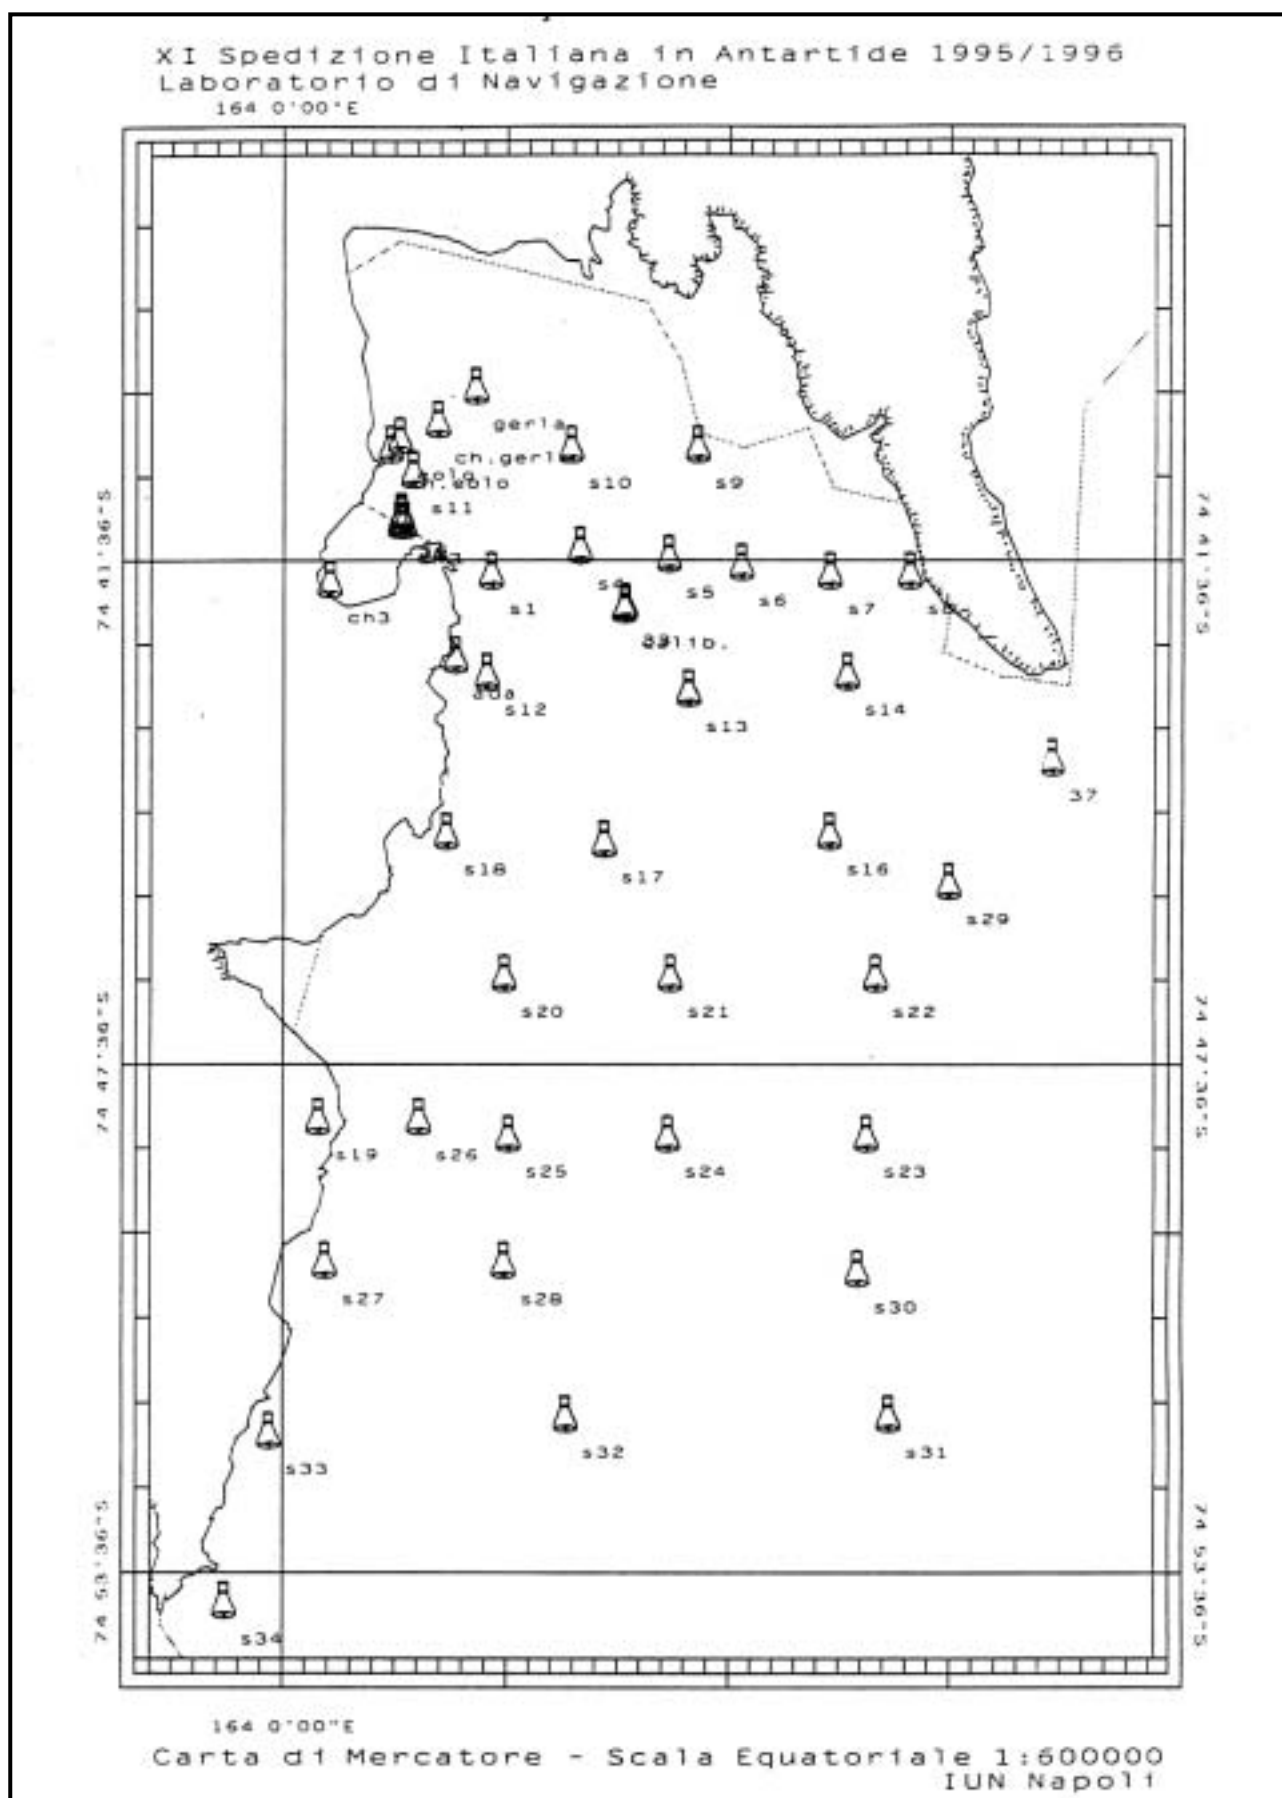 XI Spedizione Italiana in Antartide 1995/1996
Laboratorio di Navigazione
164 0'00"E
gerla
s10
s9
s11
74 41'36"S
74 41'36"S
ch3
s1
s4
s5
s6
s7
s12
s13
s14
37
s18
s17
s16
s29
s20
s21
s22
74 47'36"S
74 47'36"S
s19
s26
s25
s24
s23
s27
s28
s30
s33
s32
s31
74 53'36"S
74 53'36"S
s34
164 0'00"E
Carta di Mercatore - Scala Equatoriale 1:600000
IUN Napoli